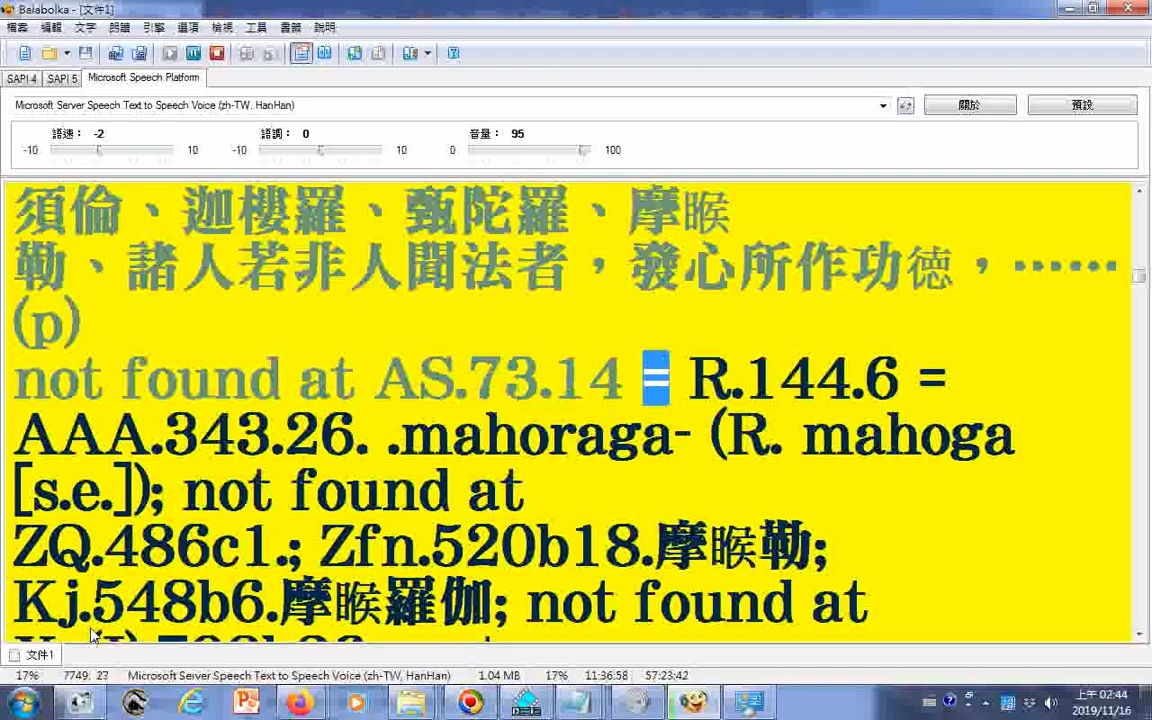 Balabolka - [文件1]
檔案 編輯 文字 朗讀 引擎 選項 檢視 工具 書籤 說明
SAPI 4 SAPI 5 Microsoft Speech Platform
Microsoft Server Speech Text to Speech Voice (zh-TW, HanHan) 關於 預設
語速： -2 語調： 0 音量： 95
-10 10 -10 10 0 100
須倫、迦樓羅、甄陀羅、摩睺
勒、諸人若非人聞法者，發心所作功德，⋯⋯
(p)
not found at AS.73.14 = R.144.6 =
AAA.343.26. .mahoraga- (R. mahoga
[s.e.]); not found at
ZQ.486c1.; Zfn.520b18.摩睺勒;
Kj.548b6.摩睺羅伽; not found at
文件1
17% 7749, 23 Microsoft Server Speech Text to Speech Voice (zh-TW, HanHan) 1.04 MB 17% 11:36:58 57:23:42
上午 02:44
2019/11/16